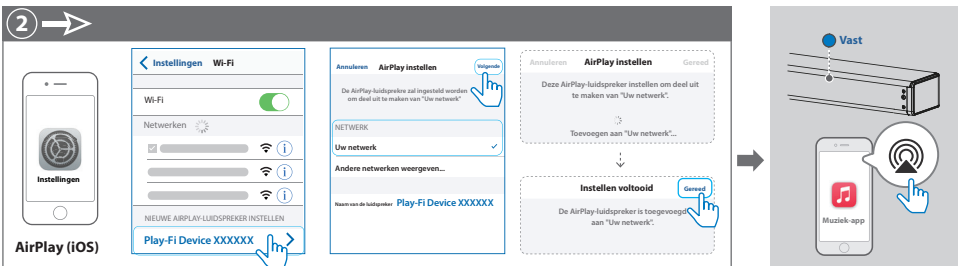 2
Instellingen
AirPlay (iOS)
Instellingen Wi-Fi
Wi-Fi
Netwerken
NIEUWE AIRPLAY-LUIDSPREKER INSTELLEN
Play-Fi Device XXXXXX
Annuleren AirPlay instellen Volgende
De AirPlay-luidsprekre zal ingesteld worden
om deel uit te maken van "Uw netwerk"
NETWERK
Uw netwerk
Andere netwerken weergeven...
Naam van de luidspreker Play-Fi Device XXXXXX
Annuleren AirPlay instellen Gereed
Deze AirPlay-luidspreker instellen om deel uit
te maken van "Uw netwerk".
Toevoegen aan "Uw netwerk"...
Instellen voltooid Gereed
De AirPlay-luidspreker is toegevoegd
aan "Uw netwerk".
Vast
Muziek-app